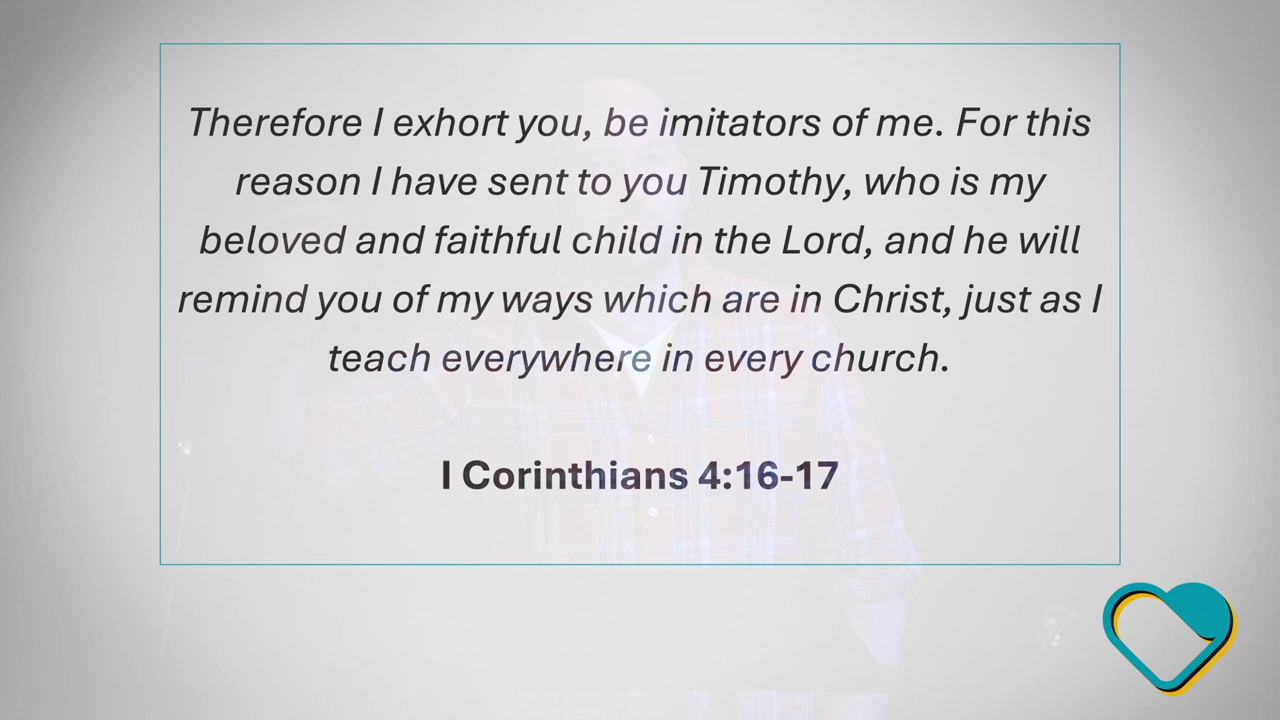 Therefore I exhort you, be imitators of me. For this
reason I have sent to you Timothy, who is my
beloved and faithful child in the Lord, and he will
remind you of my ways which are in Christ, just as I
teach everywhere in every church.
I Corinthians 4:16-17